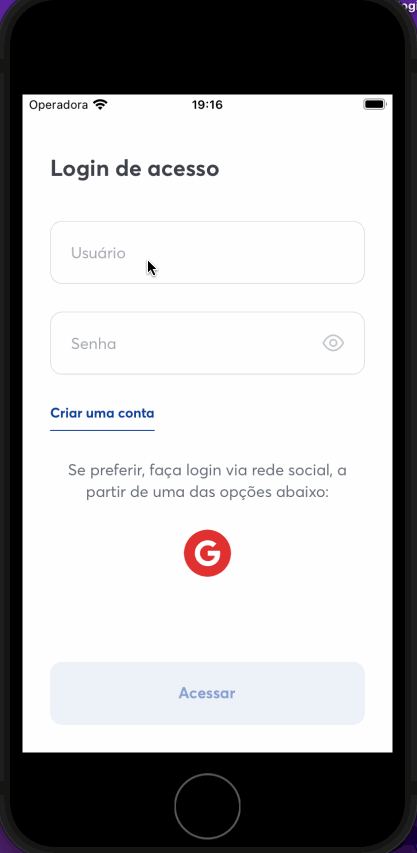 Operadora
19:16
Login de acesso
Usuário
Senha
Criar uma conta
Se preferir, faça login via rede social, a
partir de uma das opções abaixo:
G
Acessar